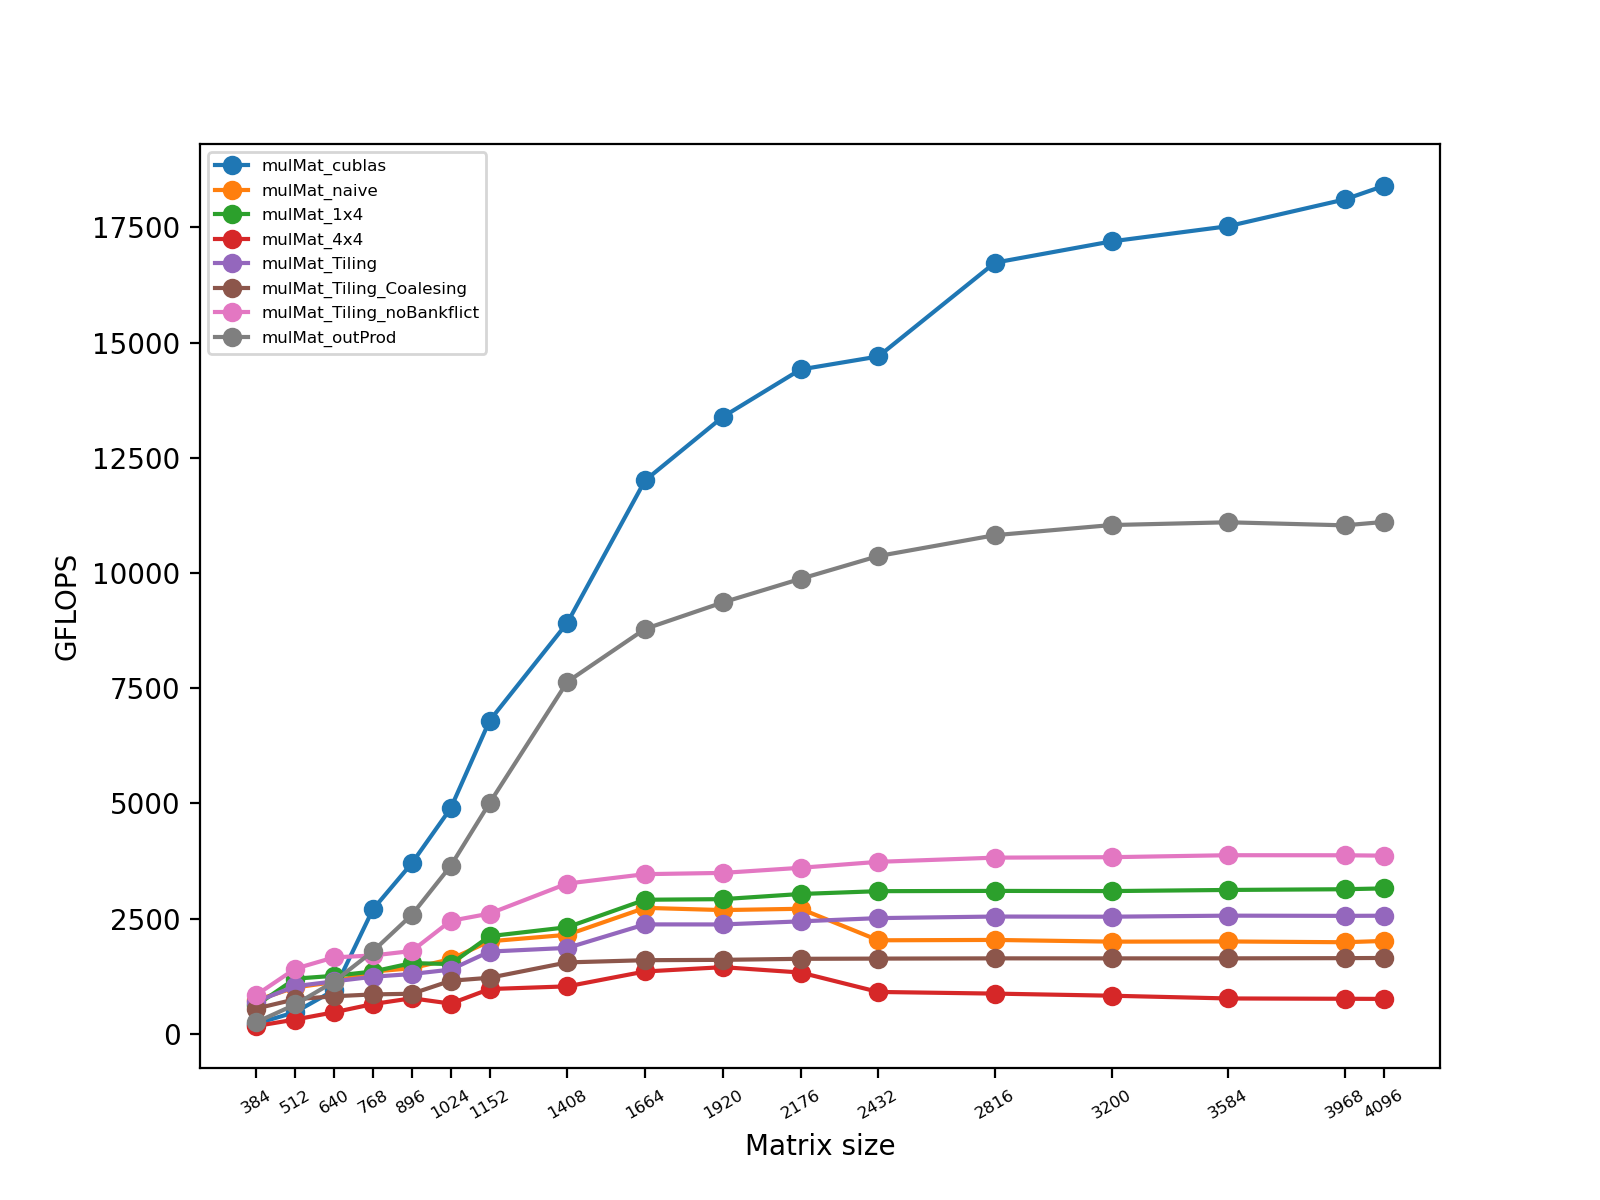 mulMat_cublas
mulMat_naive
mulMat_1x4
mulMat_4x4
mulMat_Tiling
mulMat_Tiling_Coalesing
mulMat_Tiling_noBankflict
mulMat_outProd
17500
15000
12500
10000
7500
5000
2500
0
GFLOPS
384 512 640 768 896 1024 1152 1408 1664 1920 2176 2432 2816 3200 3584 3968 4096
Matrix size